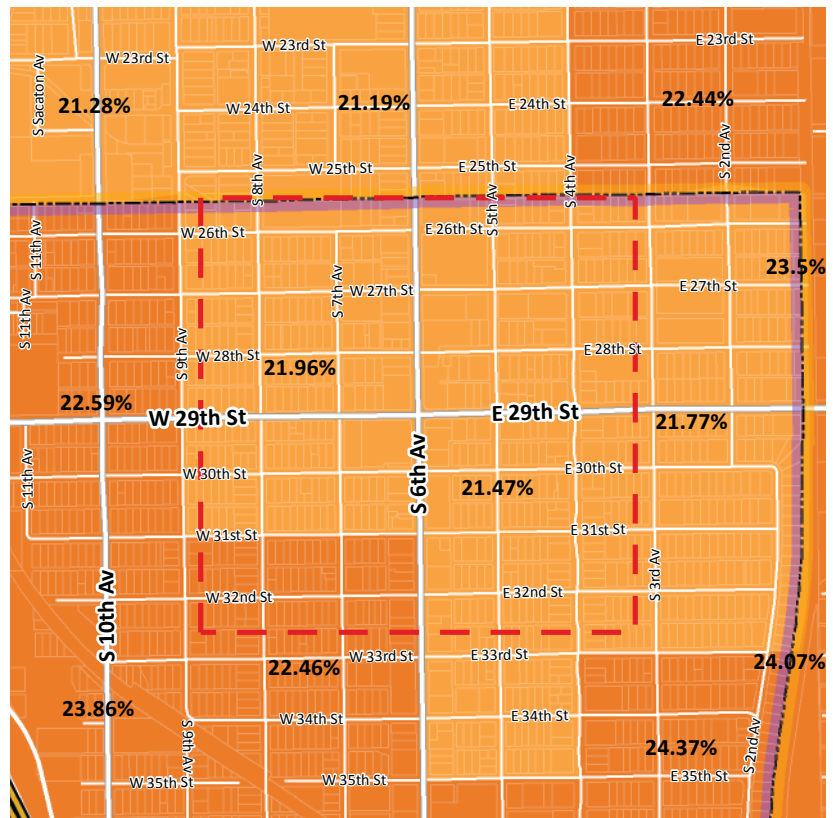 W 23rd St
E 23rd St
W 23rd St
S Sacaton Av
21.28%
W 24th St
21.19%
E 24th St
22.44%
W 25th St
E 25th St
S 8th Av
S 5th Av
S 4th Av
S 2nd Av
W 26th St
E 26th St
S 11th Av
S 11th Av
S 7th Av
W 27th St
E 27th St
23.5%
S 9th Av
W 28th St
E 28th St
21.96%
22.59%
W 29th St
E 29th St
21.77%
S 11th Av
W 30th St
S 6th Av
21.47%
E 30th St
W 31st St
E 31st St
S 10th Av
W 32nd St
E 32nd St
S 3rd Av
22.46%
W 33rd St
E 33rd St
24.07%
23.86%
S 9th Av
W 34th St
E 34th St
24.37%
S 2nd Av
W 35th St
W 35th St
E 35th St